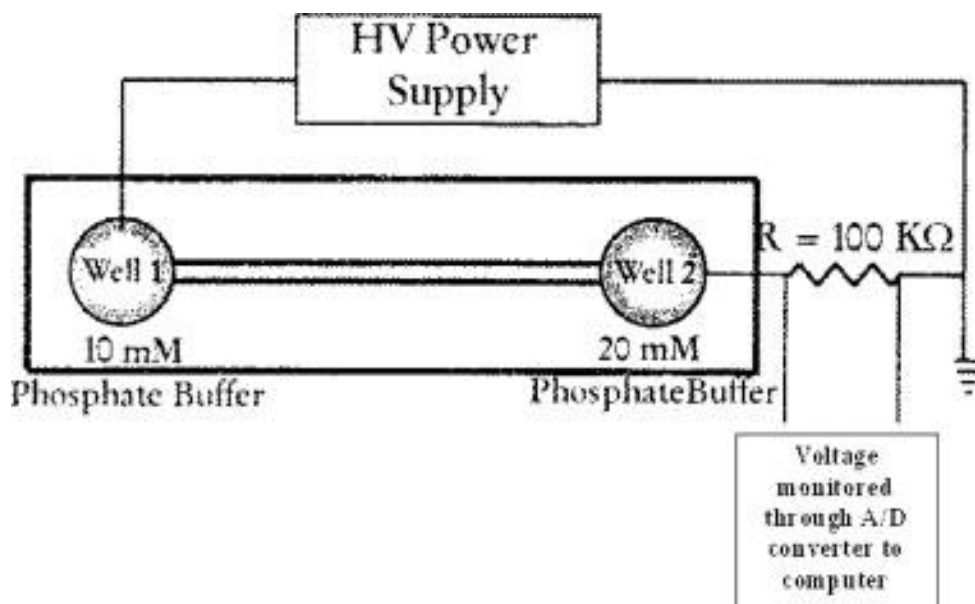 HV Power
Supply
Well 1
Well 2
R = 100 KΩ
10 mM
Phosphate Buffer
20 mM
PhosphateBuffer
Voltage
monitored
through A/D
converter to
computer